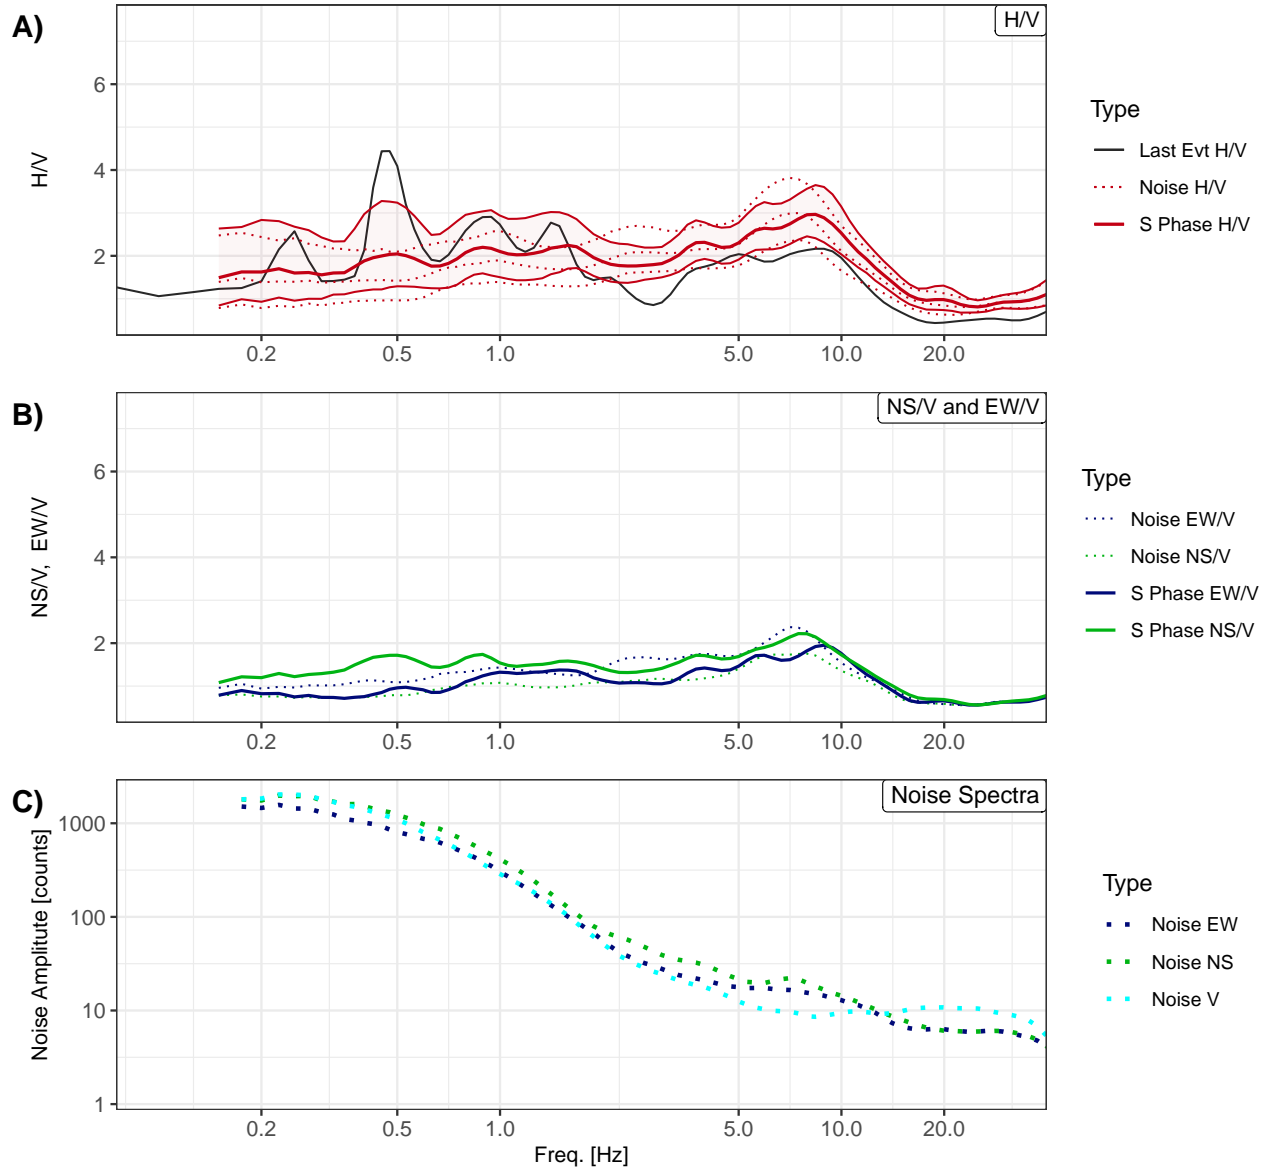 A)
H/V
6
4
2
H/V
0.2 0.5 1.0 5.0 10.0 20.0
Type
Last Evt H/V
Noise H/V
S Phase H/V
B)
NS/V and EW/V
6
4
2
NS/V, EW/V
0.2 0.5 1.0 5.0 10.0 20.0
Type
Noise EW/V
Noise NS/V
S Phase EW/V
S Phase NS/V
C)
Noise Spectra
1000
100
10
1
Noise Amplitute [counts]
0.2 0.5 1.0 5.0 10.0 20.0
Freq. [Hz]
Type
Noise EW
Noise NS
Noise V